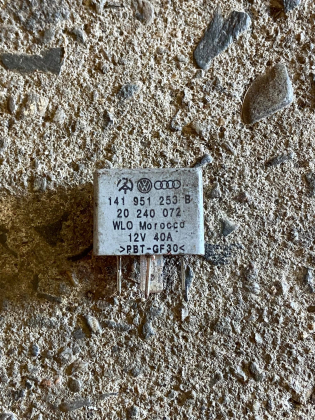 141 951 253 B
20 240 072
WLO Morocco
12V 40A
>PBT-GF30<